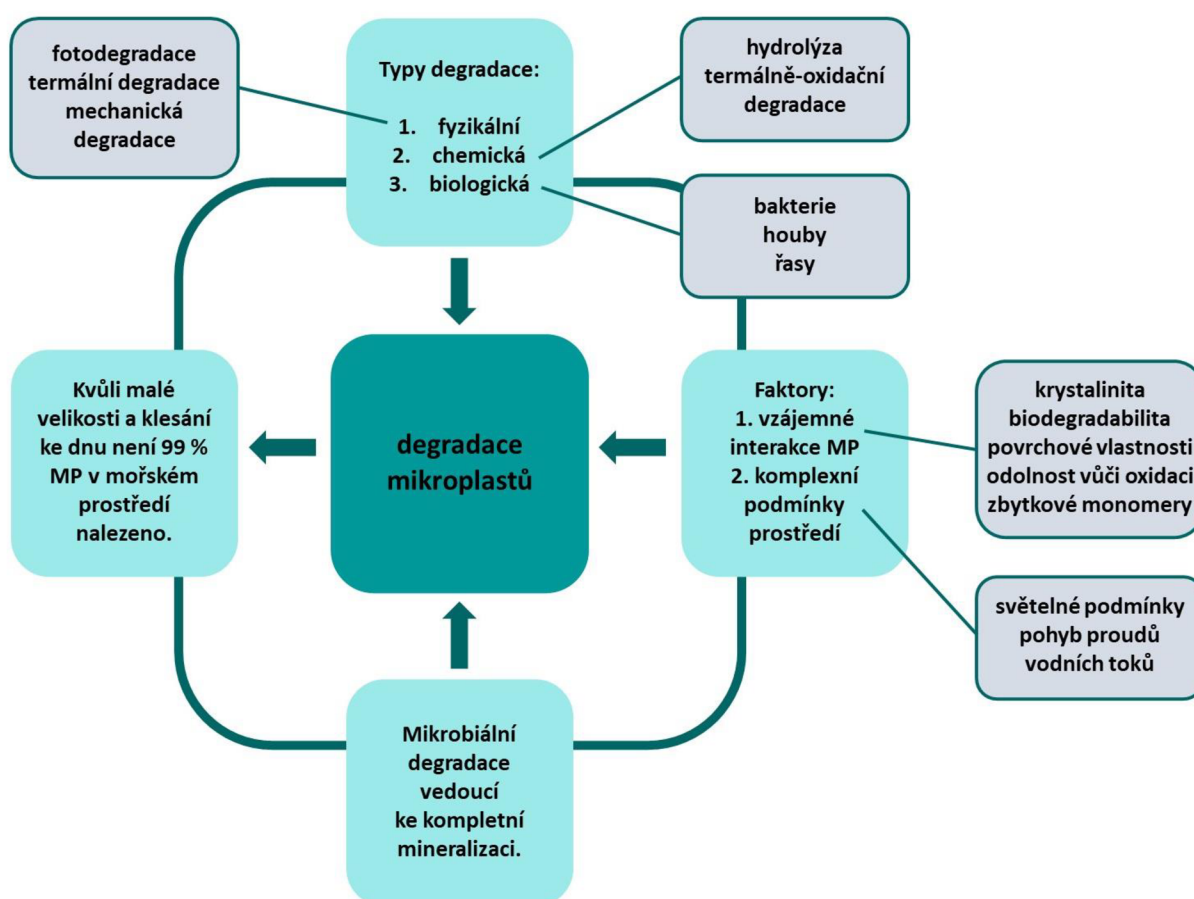 fotodegradace
termální degradace
mechanická
degradace
Typy degradace:
1. fyzikální
2. chemická
3. biologická
hydrolýza
termálně-oxidační
degradace
bakterie
houby
řasy
Kvůli malé
velikosti a klesání
ke dnu není 99 %
MP v mořském
prostředí
nalezeno.
degradace
mikroplastů
Faktory:
1. vzájemné
interakce MP
2. komplexní
podmínky
prostředí
krystalinita
biodegradabilita
povrchové vlastnosti
odolnost vůči oxidaci
zbytkové monomery
světelné podmínky
pohyb proudů
vodních toků
Mikrobiální
degradace
vedoucí
ke kompletní
mineralizaci.